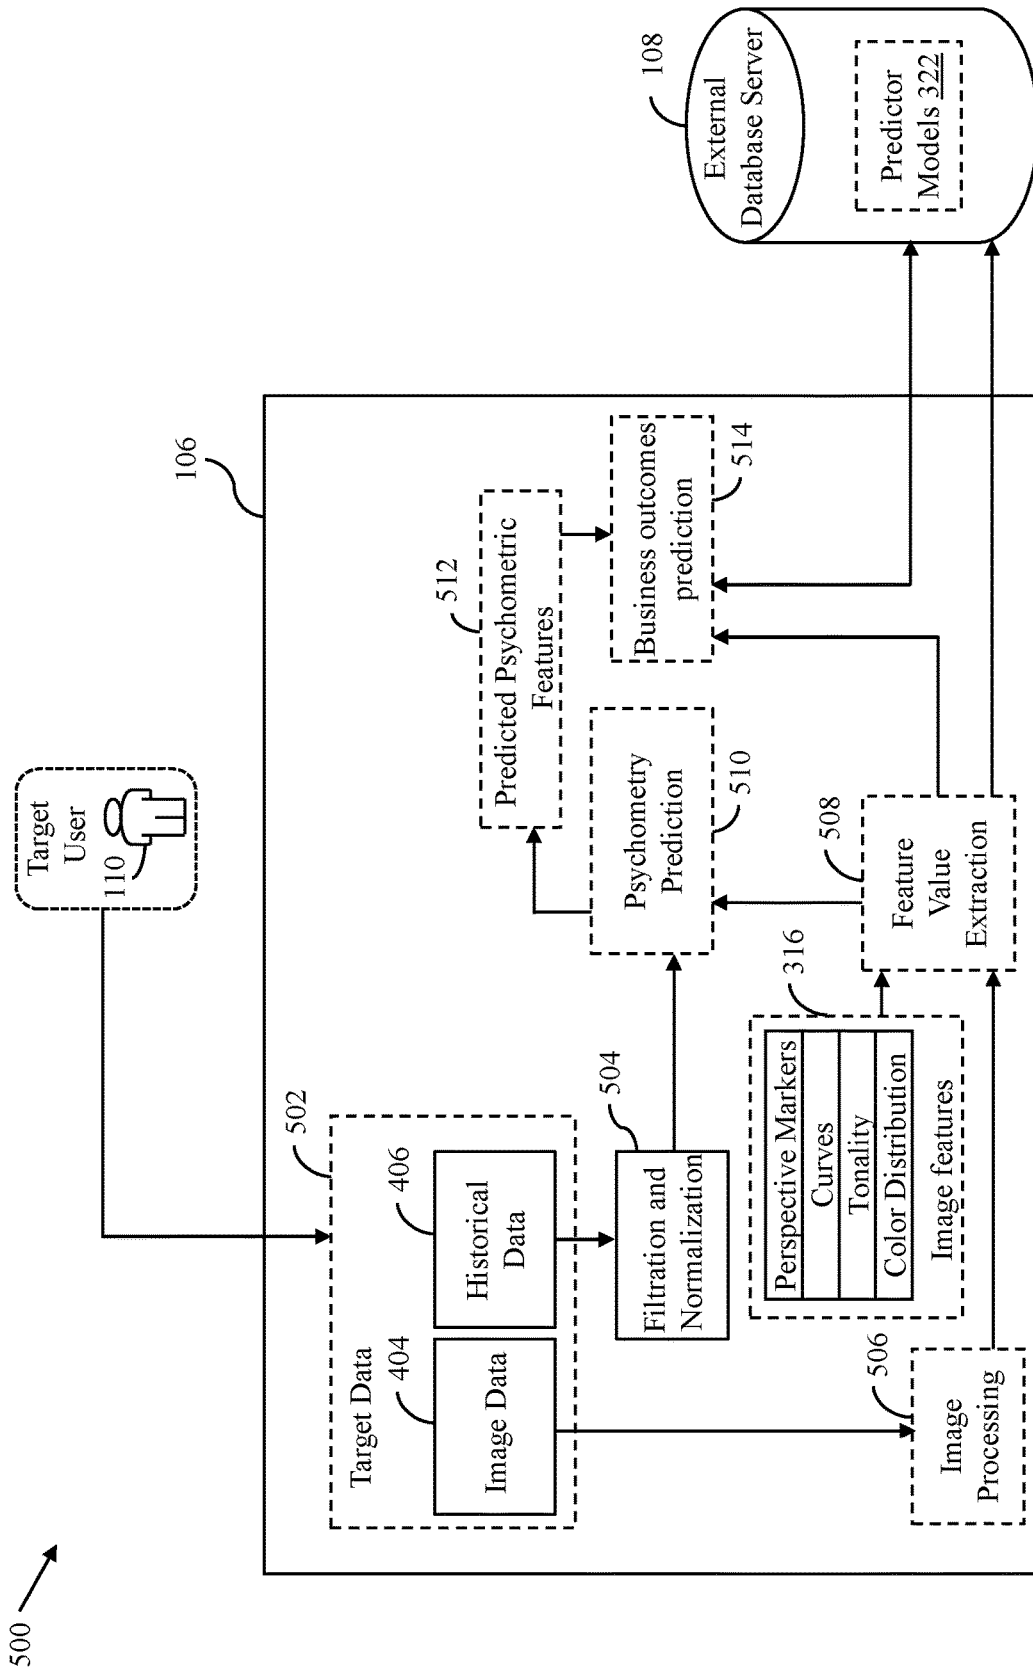 500
Target
User
110
106
502
Target Data
404
Image Data
406
Historical
Data
504
Filtration and
Normalization
506
Image
Processing
316
Perspective Markers
Curves
Tonality
Color Distribution
Image features
508
Feature
Value
Extraction
Psychometry
Prediction
510
512
Predicted Psychometric
Features
Business outcomes
prediction
514
108
External
Database Server
Predictor
Models 322